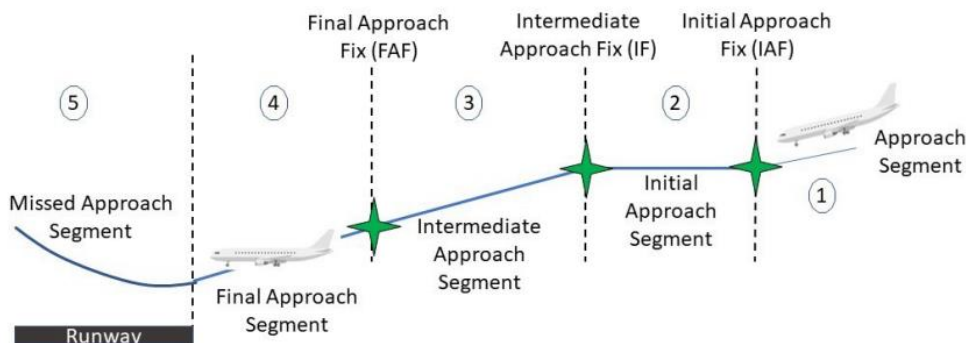 Final Approach
Fix (FAF)
Intermediate
Approach Fix (IF)
Initial Approach
Fix (IAF)
5
4
3
2
Approach
Segment
1
Missed Approach
Segment
Initial
Approach
Segment
Intermediate
Approach
Segment
Final Approach
Segment
Runway